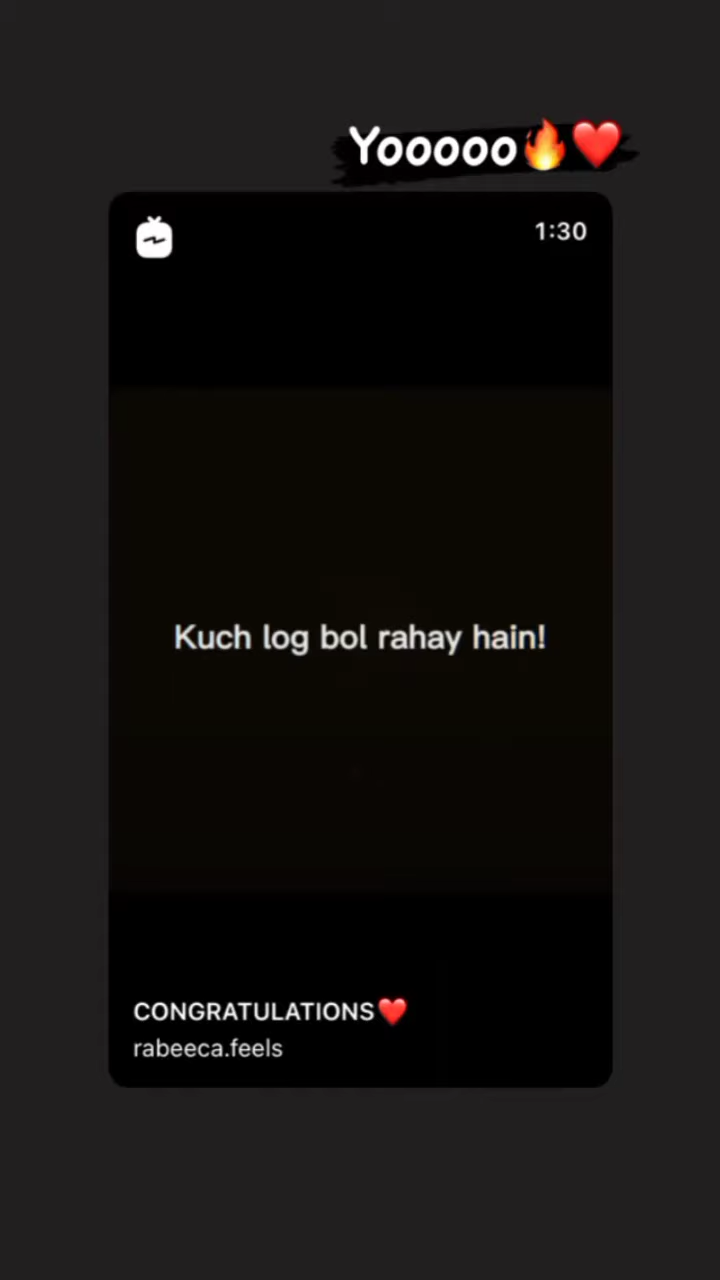 Yooooo🔥❤️
1:30
Kuch log bol rahay hain!
CONGRATULATIONS❤️
rabeeca.feels